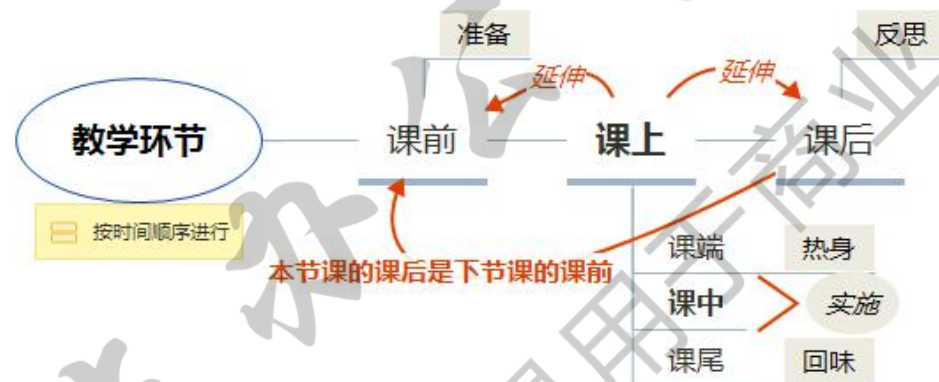 准备
反思
延伸
延伸
教学环节
课前
课上
课后
按时间顺序进行
本节课的课后是下节课的课前
课端
热身
课中
实施
课尾
回味